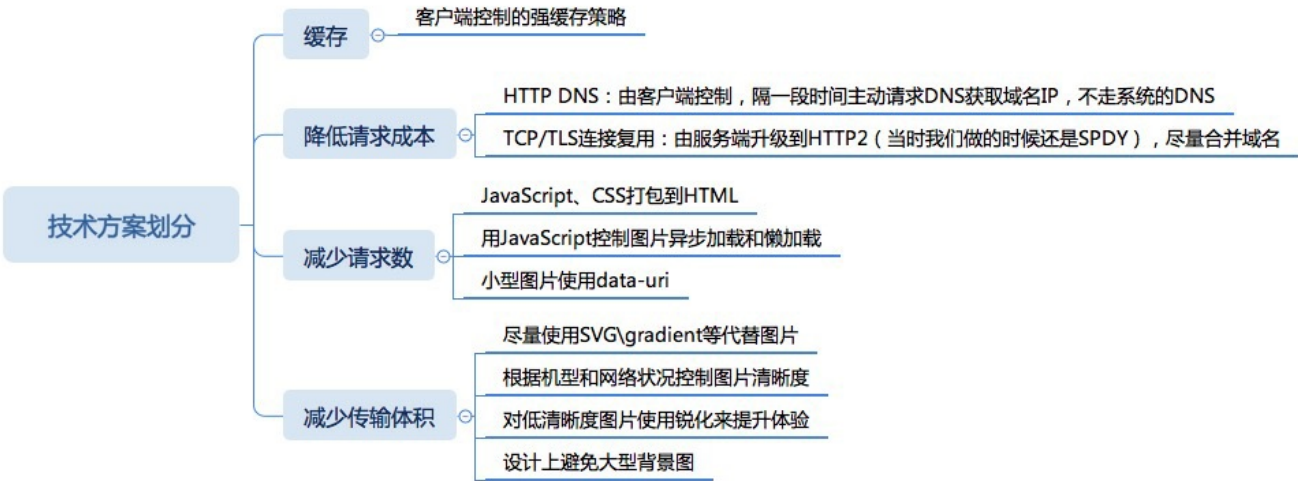 技术方案划分
缓存
客户端控制的强缓存策略
降低请求成本
HTTP DNS：由客户端控制，隔一段时间主动请求DNS获取域名IP，不走系统的DNS
TCP/TLS连接复用：由服务端升级到HTTP2（当时我们做的时候还是SPDY），尽量合并域名
减少请求数
JavaScript、CSS打包到HTML
用JavaScript控制图片异步加载和懒加载
小型图片使用data-uri
减少传输体积
尽量使用SVG\gradient等代替图片
根据机型和网络状况控制图片清晰度
对低清晰度图片使用锐化来提升体验
设计上避免大型背景图